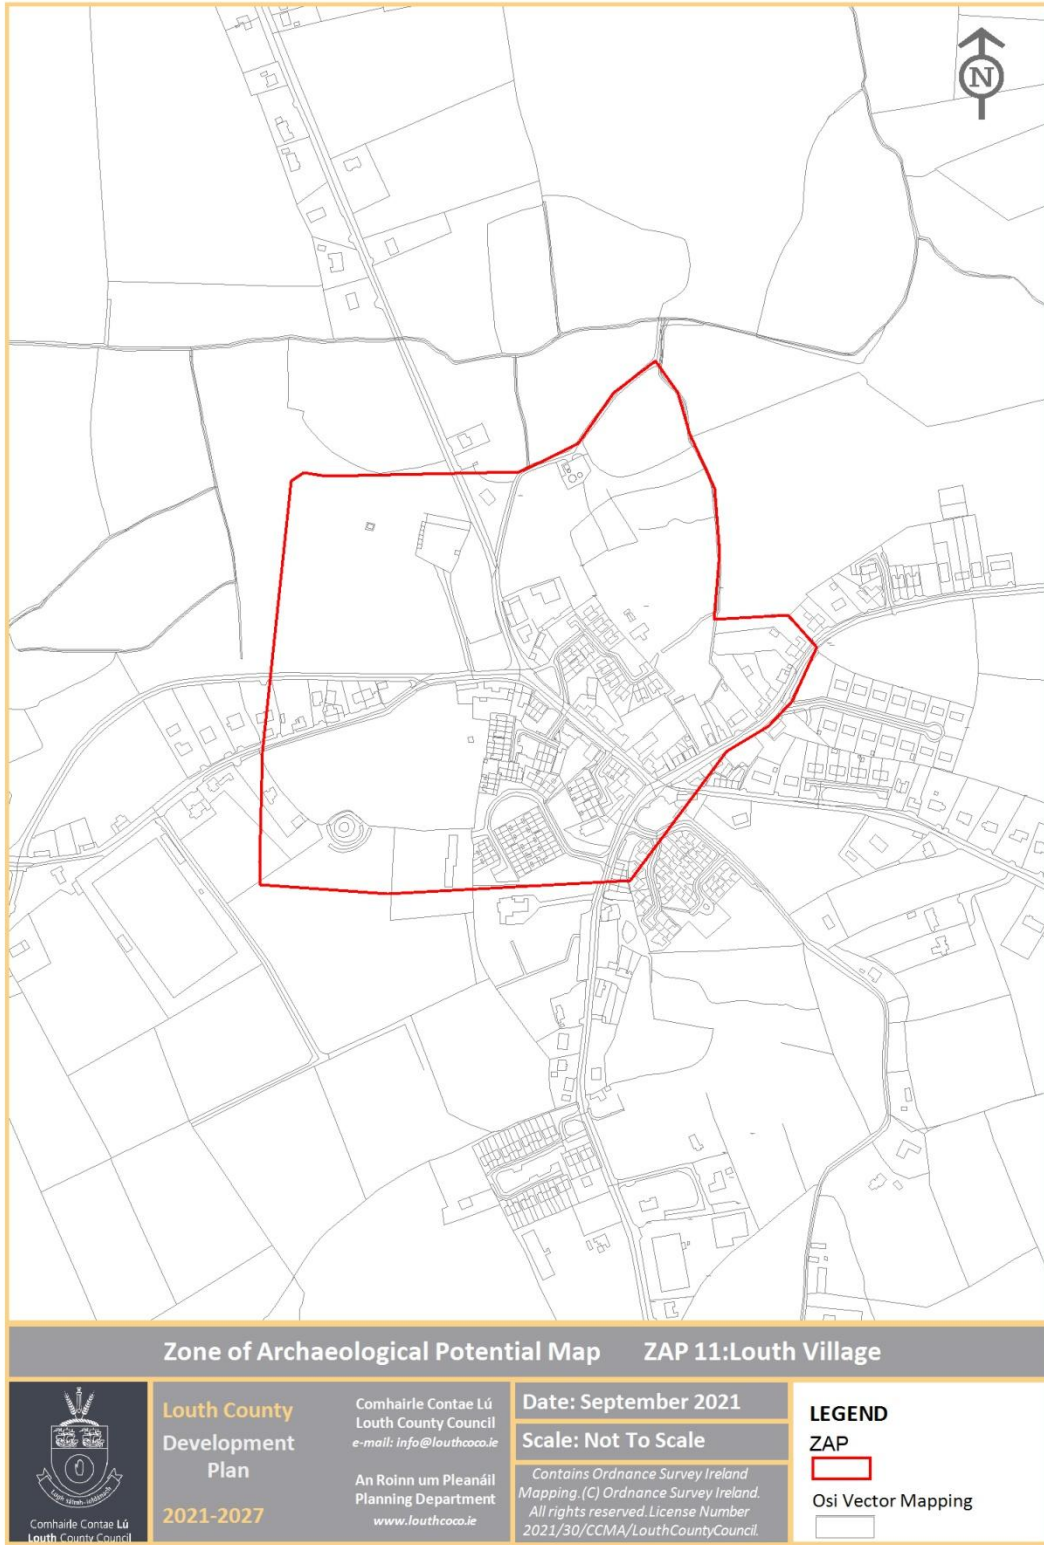 N
Zone of Archaeological Potential Map ZAP 11:Louth Village
Comhairle Contae Lú
Louth County Council
Louth County
Development
Plan
2021-2027
Comhairle Contae Lú
Louth County Council
e-mail: info@louthcoco.ie
An Roinn um Pleanáil
Planning Department
www.louthcoco.ie
Date: September 2021
Scale: Not To Scale
Contains Ordnance Survey Ireland
Mapping.(C) Ordnance Survey Ireland.
All rights reserved.License Number
2021/30/CCMA/LouthCountyCouncil.
LEGEND
ZAP
Osi Vector Mapping